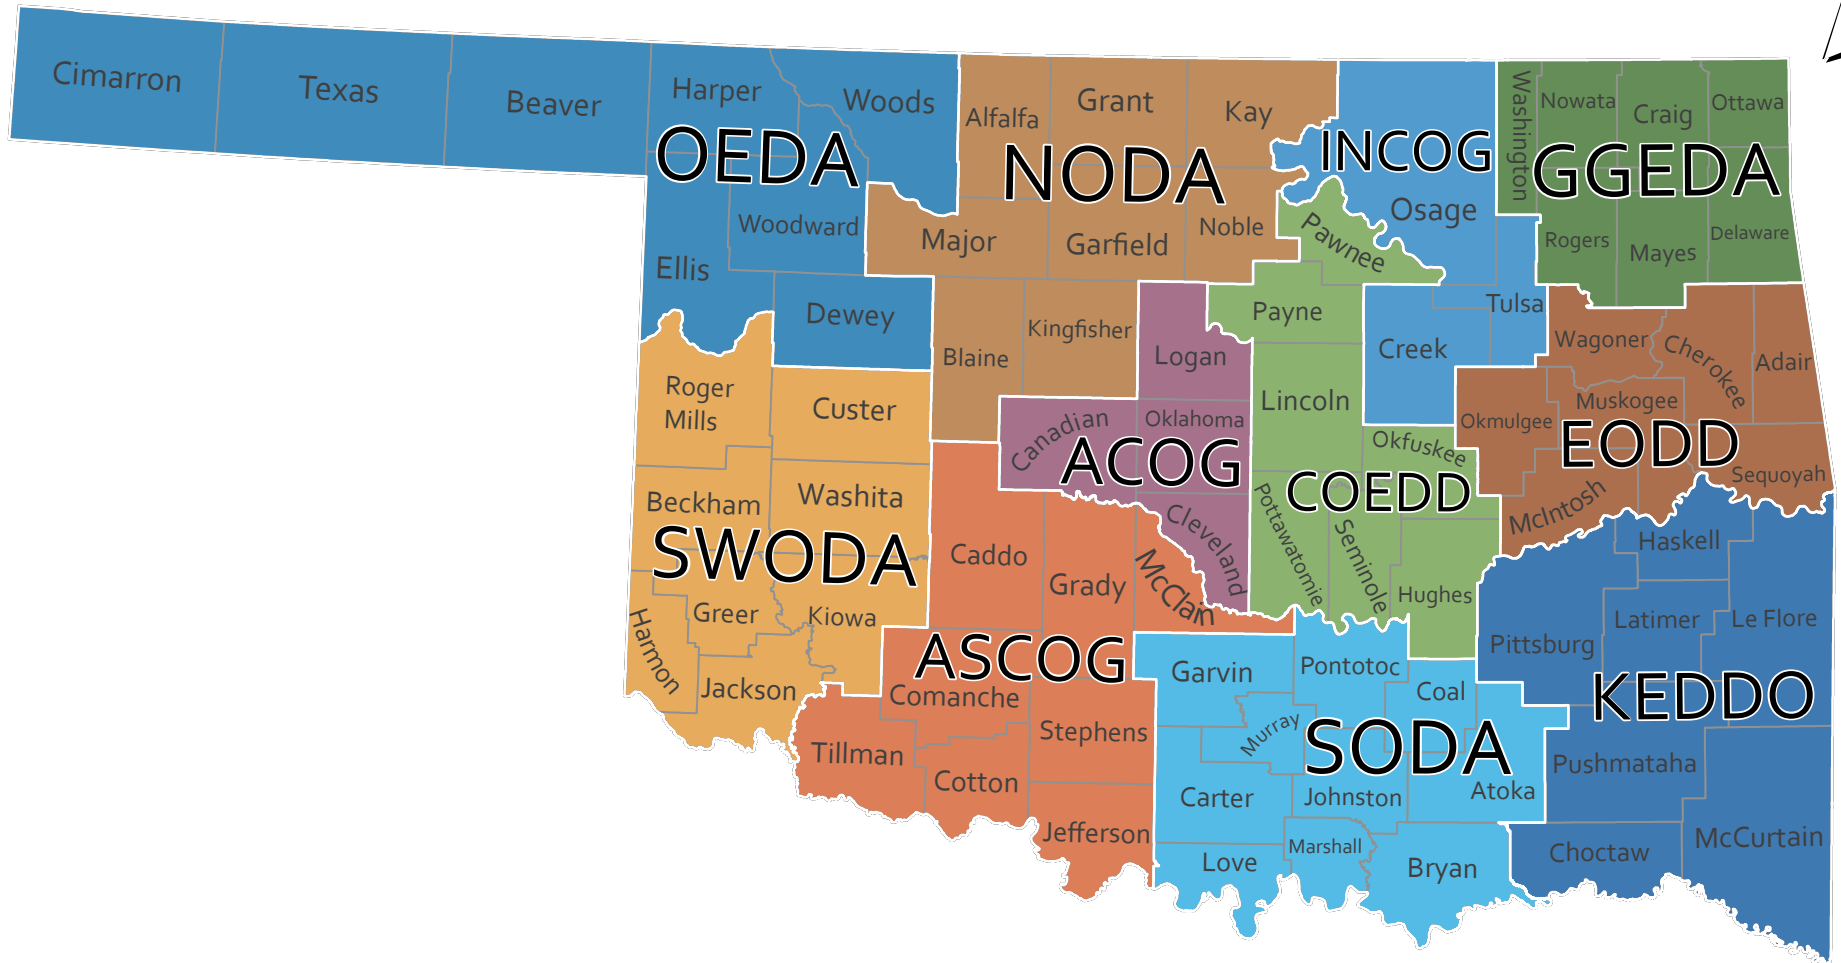 Cimarron
Texas
Beaver
Harper
Woods
OEDA
Woodward
Ellis
Dewey
Alfalfa
Grant
Kay
NODA
Major
Garfield
Noble
Blaine
Kingfisher
INCOG
Osage
Tulsa
Creek
Washington
Nowata
Craig
Ottawa
GGEDA
Rogers
Mayes
Delaware
Pawnee
Payne
Lincoln
Okfuskee
COEDD
Pottawatomie
Seminole
Hughes
Logan
Canadian
Oklahoma
ACOG
Cleveland
Wagoner
Cherokee
Adair
Okmulgee
Muskogee
EODD
Sequoyah
McIntosh
Roger
Mills
Custer
Beckham
Washita
SWODA
Harmon
Greer
Kiowa
Jackson
Caddo
Grady
McClain
ASCOG
Comanche
Stephens
Tillman
Cotton
Jefferson
Garvin
Pontotoc
Coal
Murray
SODA
Carter
Johnston
Atoka
Love
Marshall
Bryan
Haskell
Latimer
Le Flore
Pittsburg
KEDDO
Pushmataha
Choctaw
McCurtain